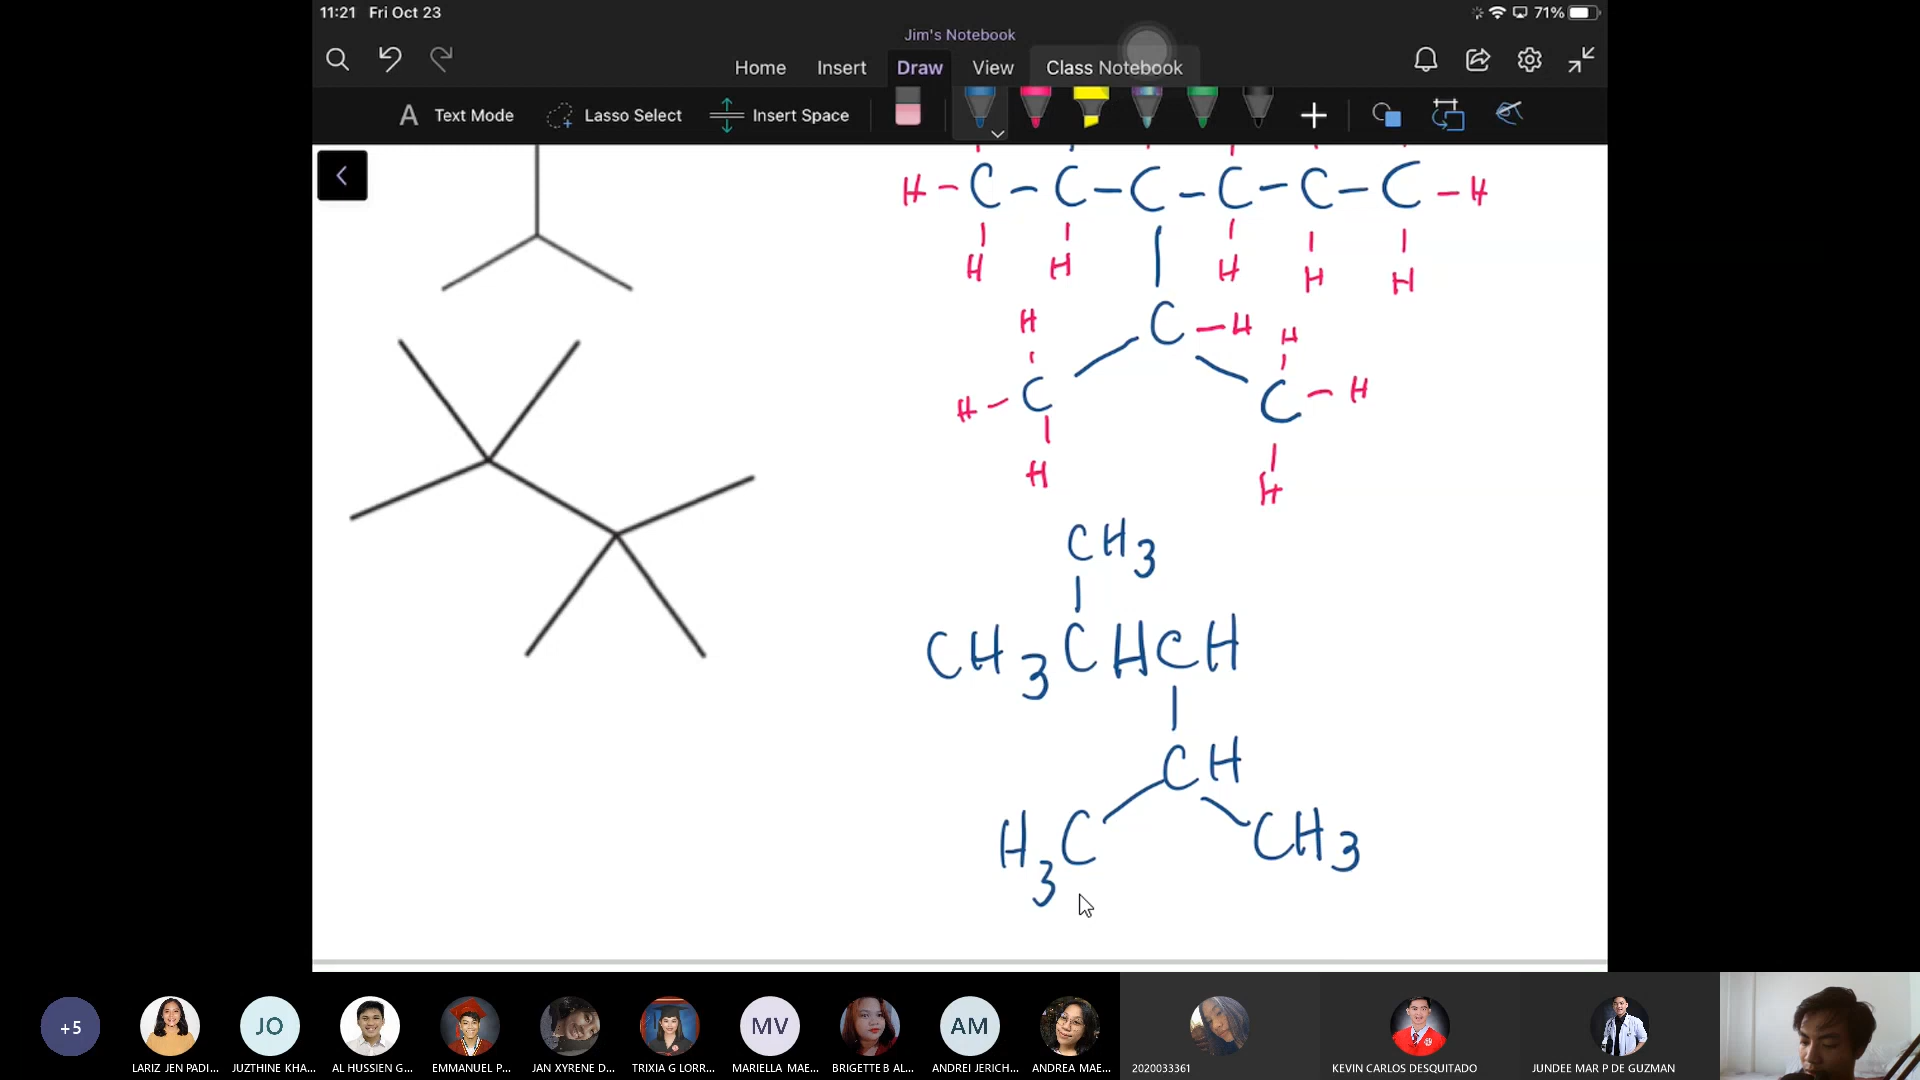 11:21 Fri Oct 23
71%
Jim's Notebook
Home Insert Draw View Class Notebook
A Text Mode Lasso Select Insert Space
H - C - C - C - C - C - C - H
H H H H H
H C - H H
H - C C - H
H H
CH3
CH3CHCH
CH
H3C CH3
+5 JO MV AM
LARIZ JEN PADI... JUZTHINE KHA... AL HUSSIEN G... EMMANUEL P... JAN XYRENE D... TRIXIA G LORR... MARIELLA MAE... BRIGETTE B AL... ANDREI JERICH... ANDREA MAE... 2020033361 KEVIN CARLOS DESQUITADO JUNDEE MAR P DE GUZMAN